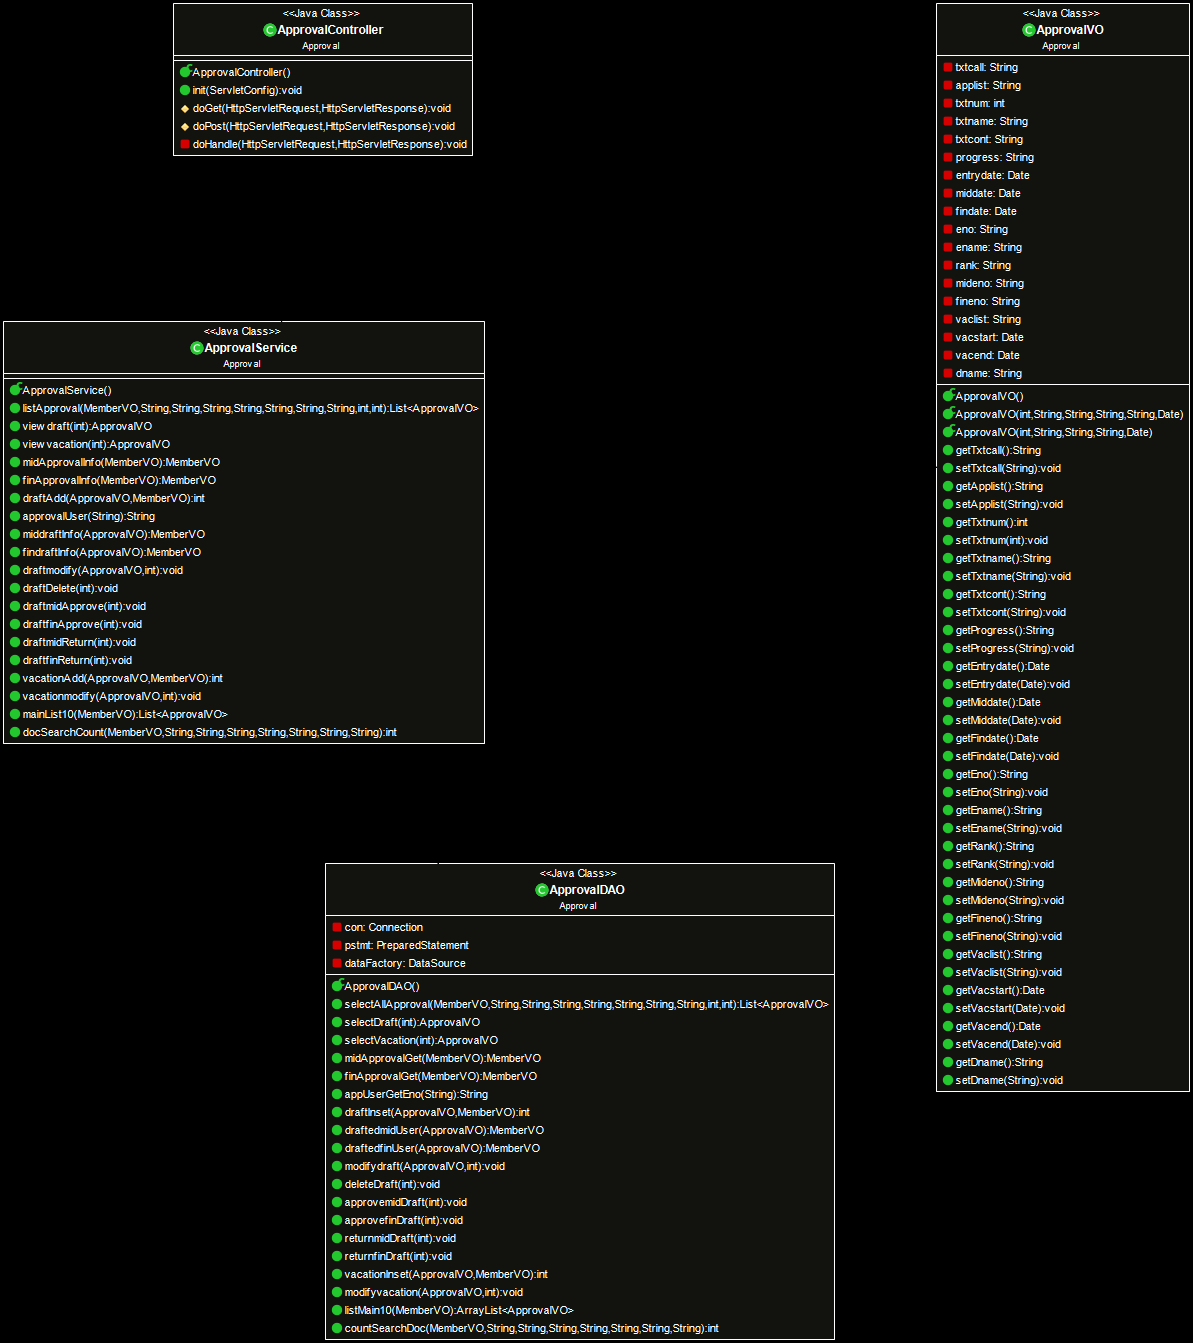 <<Java Class>>
ApprovalController
Approval
ApprovalController()
init(ServletConfig):void
doGet(HttpServletRequest,HttpServletResponse):void
doPost(HttpServletRequest,HttpServletResponse):void
doHandle(HttpServletRequest,HttpServletResponse):void
<<Java Class>>
ApprovalService
Approval
ApprovalService()
listApproval(MemberVO,String,String,String,String,String,String,String,int,int):List<ApprovalVO>
view draft(int):ApprovalVO
view vacation(int):ApprovalVO
midApprovalInfo(MemberVO):MemberVO
finApprovalInfo(MemberVO):MemberVO
draftAdd(ApprovalVO,MemberVO):int
approvalUser(String):String
middraftInfo(ApprovalVO):MemberVO
findraftInfo(ApprovalVO):MemberVO
draftmodify(ApprovalVO,int):void
draftDelete(int):void
draftmidApprove(int):void
draftfinApprove(int):void
draftmidReturn(int):void
draftfinReturn(int):void
vacationAdd(ApprovalVO,MemberVO):int
vacationmodify(ApprovalVO,int):void
mainList10(MemberVO):List<ApprovalVO>
docSearchCount(MemberVO,String,String,String,String,String,String,String):int
<<Java Class>>
ApprovalDAO
Approval
con: Connection
pstmt: PreparedStatement
dataFactory: DataSource
ApprovalDAO()
selectAllApproval(MemberVO,String,String,String,String,String,String,String,int,int):List<ApprovalVO>
selectDraft(int):ApprovalVO
selectVacation(int):ApprovalVO
midApprovalGet(MemberVO):MemberVO
finApprovalGet(MemberVO):MemberVO
appUserGetEno(String):String
draftInset(ApprovalVO,MemberVO):int
draftedmidUser(ApprovalVO):MemberVO
draftedfinUser(ApprovalVO):MemberVO
modifydraft(ApprovalVO,int):void
deleteDraft(int):void
approvemidDraft(int):void
approvefinDraft(int):void
returnmidDraft(int):void
returnfinDraft(int):void
vacationInset(ApprovalVO,MemberVO):int
modifyvacation(ApprovalVO,int):void
listMain10(MemberVO):ArrayList<ApprovalVO>
countSearchDoc(MemberVO,String,String,String,String,String,String,String):int
<<Java Class>>
ApprovalVO
Approval
txtcall: String
applist: String
txtnum: int
txtname: String
txtcont: String
progress: String
entrydate: Date
middate: Date
findate: Date
eno: String
ename: String
rank: String
mideno: String
fineno: String
vaclist: String
vacstart: Date
vacend: Date
dname: String
ApprovalVO()
ApprovalVO(int,String,String,String,String,Date)
ApprovalVO(int,String,String,String,Date)
getTxtcall():String
setTxtcall(String):void
getApplist():String
setApplist(String):void
getTxtnum():int
setTxtnum(int):void
getTxtname():String
setTxtname(String):void
getTxtcont():String
setTxtcont(String):void
getProgress():String
setProgress(String):void
getEntrydate():Date
setEntrydate(Date):void
getMiddate():Date
setMiddate(Date):void
getFindate():Date
setFindate(Date):void
getEno():String
setEno(String):void
getEname():String
setEname(String):void
getRank():String
setRank(String):void
getMideno():String
setMideno(String):void
getFineno():String
setFineno(String):void
getVaclist():String
setVaclist(String):void
getVacstart():Date
setVacstart(Date):void
getVacend():Date
setVacend(Date):void
getDname():String
setDname(String):void